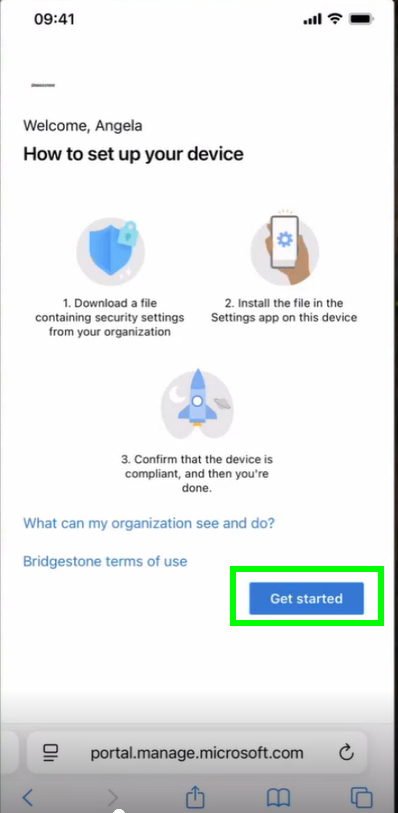 09:41
Welcome, Angela
How to set up your device
1. Download a file
containing security settings
from your organization
2. Install the file in the
Settings app on this device
3. Confirm that the device is
compliant, and then you're
done.
What can my organization see and do?
Bridgestone terms of use
Get started
portal.manage.microsoft.com